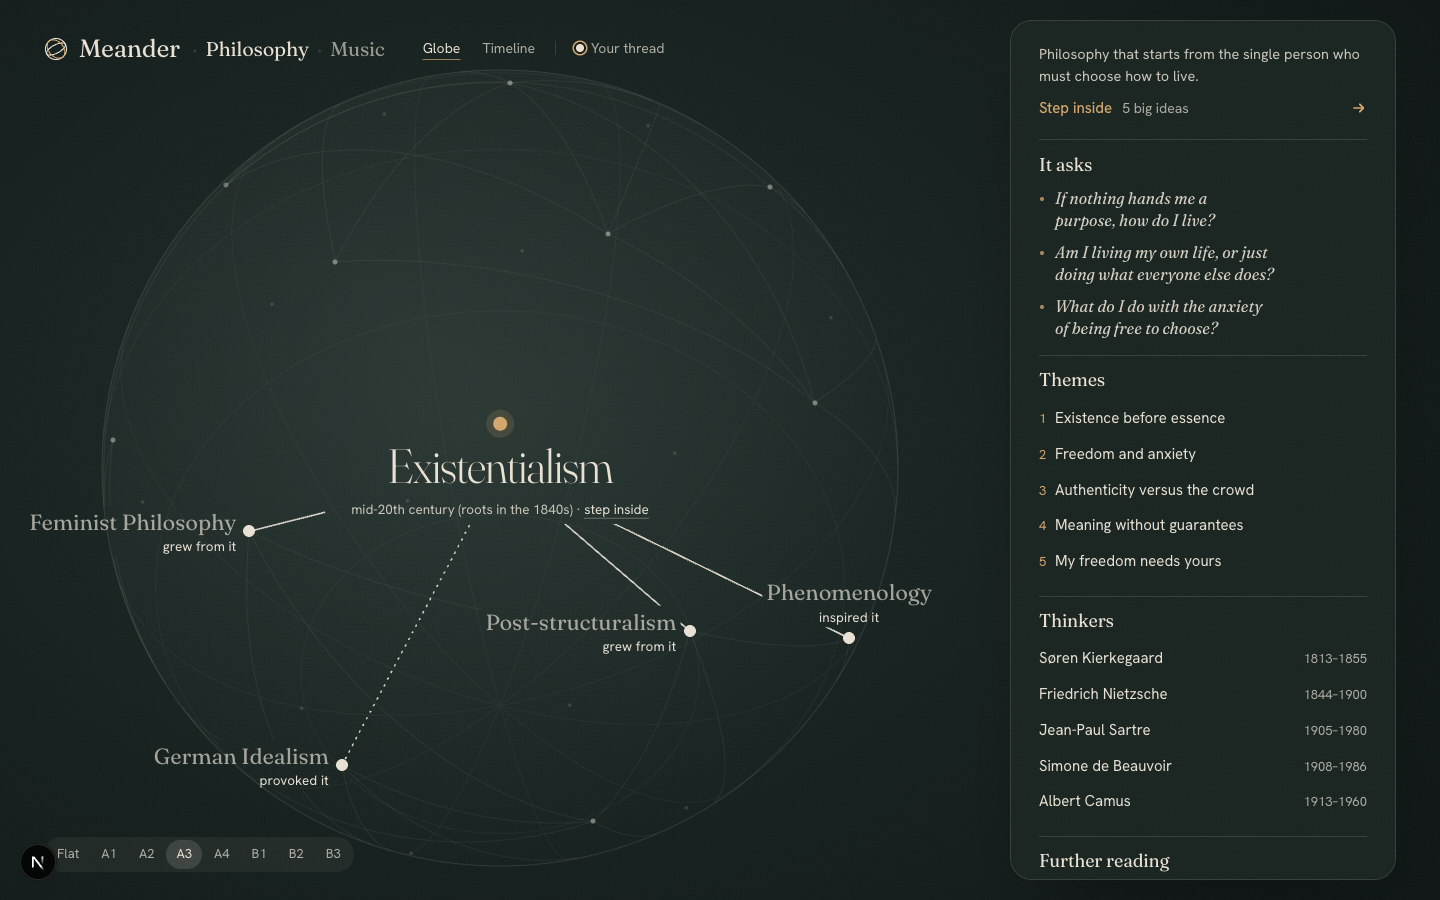 Meander · Philosophy · Music
Globe
Timeline
Your thread
Existentialism
mid-20th century (roots in the 1840s) · step inside
Feminist Philosophy
grew from it
Phenomenology
inspired it
Post-structuralism
grew from it
German Idealism
provoked it
Flat A1 A2 A3 A4 B1 B2 B3
N
Philosophy that starts from the single person who
must choose how to live.
Step inside 5 big ideas →
It asks
• If nothing hands me a
purpose, how do I live?
• Am I living my own life, or just
doing what everyone else does?
• What do I do with the anxiety
of being free to choose?
Themes
1 Existence before essence
2 Freedom and anxiety
3 Authenticity versus the crowd
4 Meaning without guarantees
5 My freedom needs yours
Thinkers
Søren Kierkegaard 1813–1855
Friedrich Nietzsche 1844–1900
Jean-Paul Sartre 1905–1980
Simone de Beauvoir 1908–1986
Albert Camus 1913–1960
Further reading